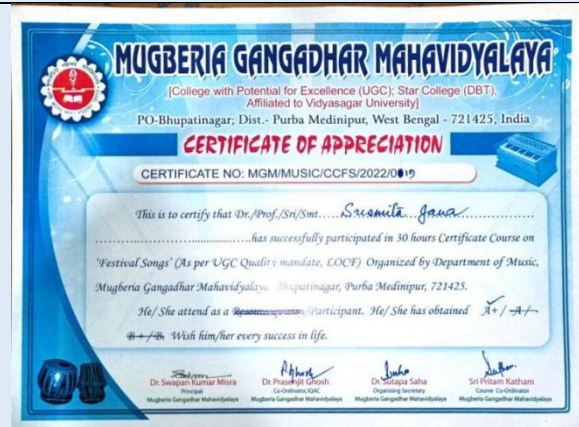 MUGBERIA GANGADHAR MAHAVIDYALAYA
[College with Potential for Excellence (UGC); Star College (DBT),
Affiliated to Vidyasagar University]
PO-Bhupatinagar; Dist.- Purba Medinipur, West Bengal - 721425, India
CERTIFICATE OF APPRECIATION
CERTIFICATE NO: MGM/MUSIC/CCFS/2022/0019
This is to certify that Dr./Prof./Sri/Smt.....Susmita Jana..................
.......................................has successfully participated in 30 hours Certificate Course on
'Festival Songs' (As per UGC Quality mandate, LOCF) Organized by Department of Music,
Mugberia Gangadhar Mahavidyalaya, Bhupatinagar, Purba Medinipur, 721425.
He/ She attend as a Participant. He/ She has obtained A+ / A /
B+ / B. Wish him/her every success in life.
Dr. Swapan Kumar Misra Dr. Prasenjit Ghosh Dr. Sutapa Saha Sri Pritam Katham
Principal Co-Ordinator, IQAC Organising Secretary Course Co-Ordinator
Mugberia Gangadhar Mahavidyalaya Mugberia Gangadhar Mahavidyalaya Mugberia Gangadhar Mahavidyalaya Mugberia Gangadhar Mahavidyalaya